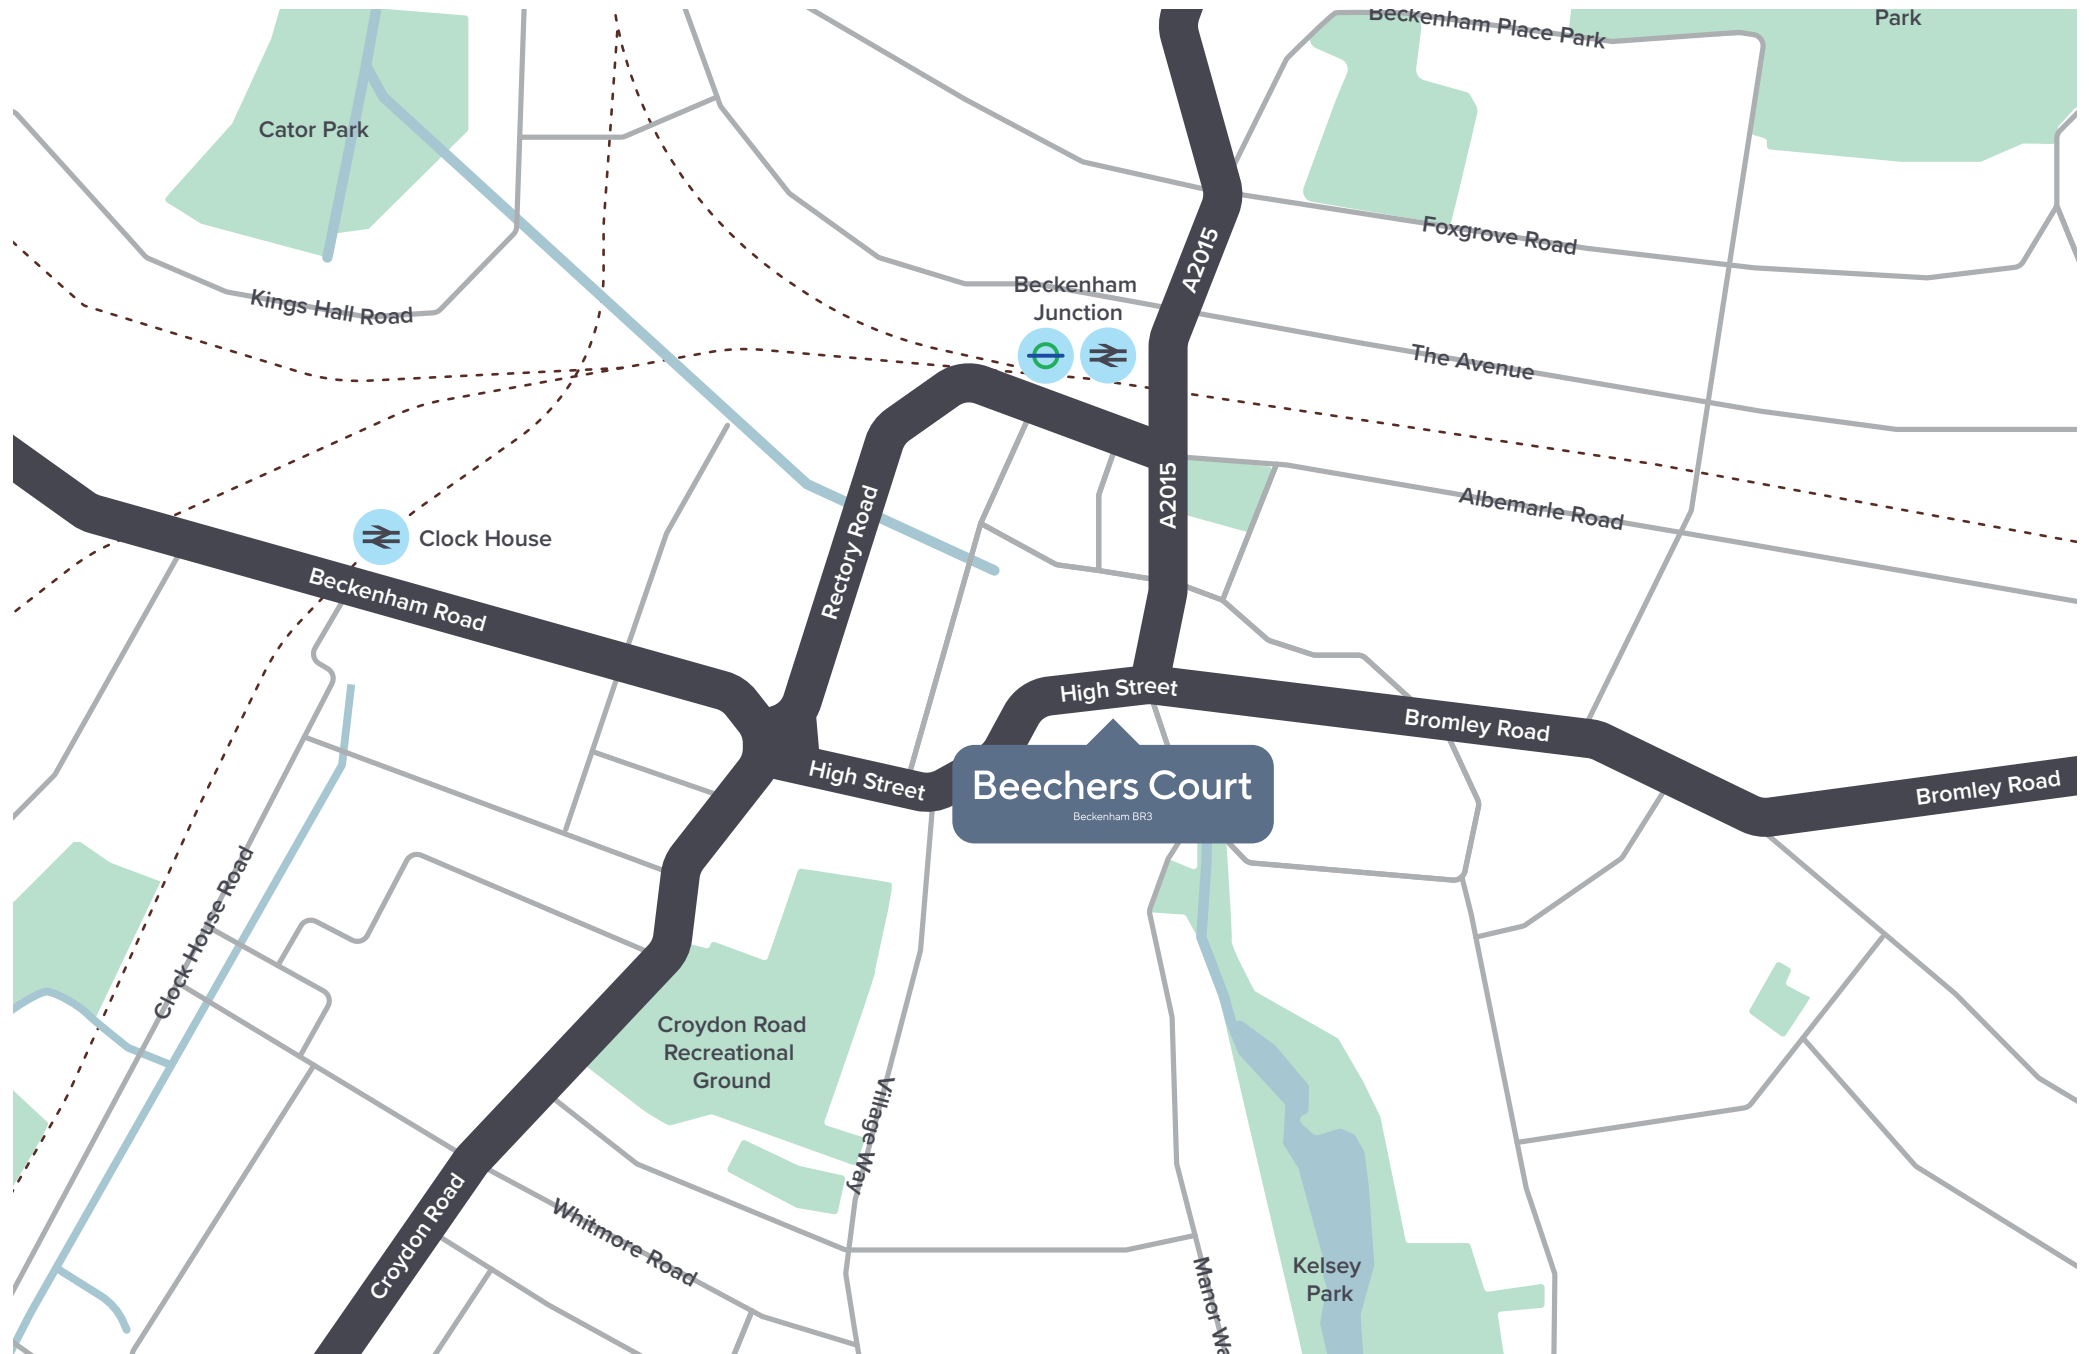 Beckenham Place Park
Park
Cator Park
A2015
Foxgrove Road
Kings Hall Road
Beckenham
Junction
The Avenue
A2015
Albemarle Road
Rectory Road
Clock House
Beckenham Road
High Street
Bromley Road
High Street
Bromley Road
Beechers Court
Beckenham BR3
Clock House Road
Croydon Road
Recreational
Ground
Village Way
Croydon Road
Whitmore Road
Manor Wa
Kelsey
Park